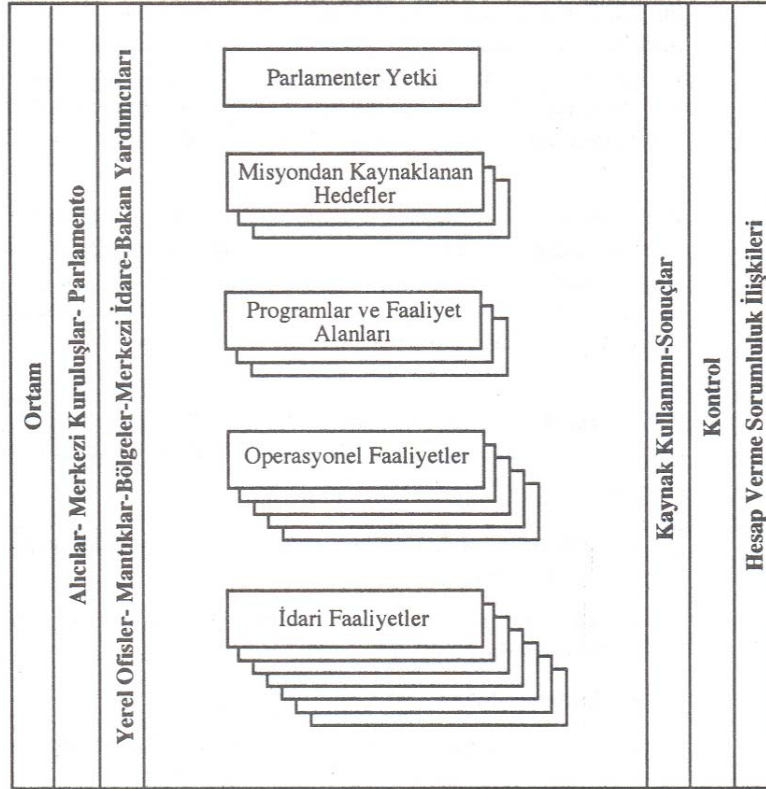 Ortam
Alıcılar- Merkezi Kuruluşlar- Parlamento
Yerel Ofisler- Mantıklar-Bölgeler-Merkezi İdare-Bakan Yardımcıları
Parlamenter Yetki
Misyondan Kaynaklanan
Hedefler
Programlar ve Faaliyet
Alanları
Operasyonel Faaliyetler
İdari Faaliyetler
Kaynak Kullanımı-Sonuçlar
Kontrol
Hesap Verme Sorumluluk İlişkileri